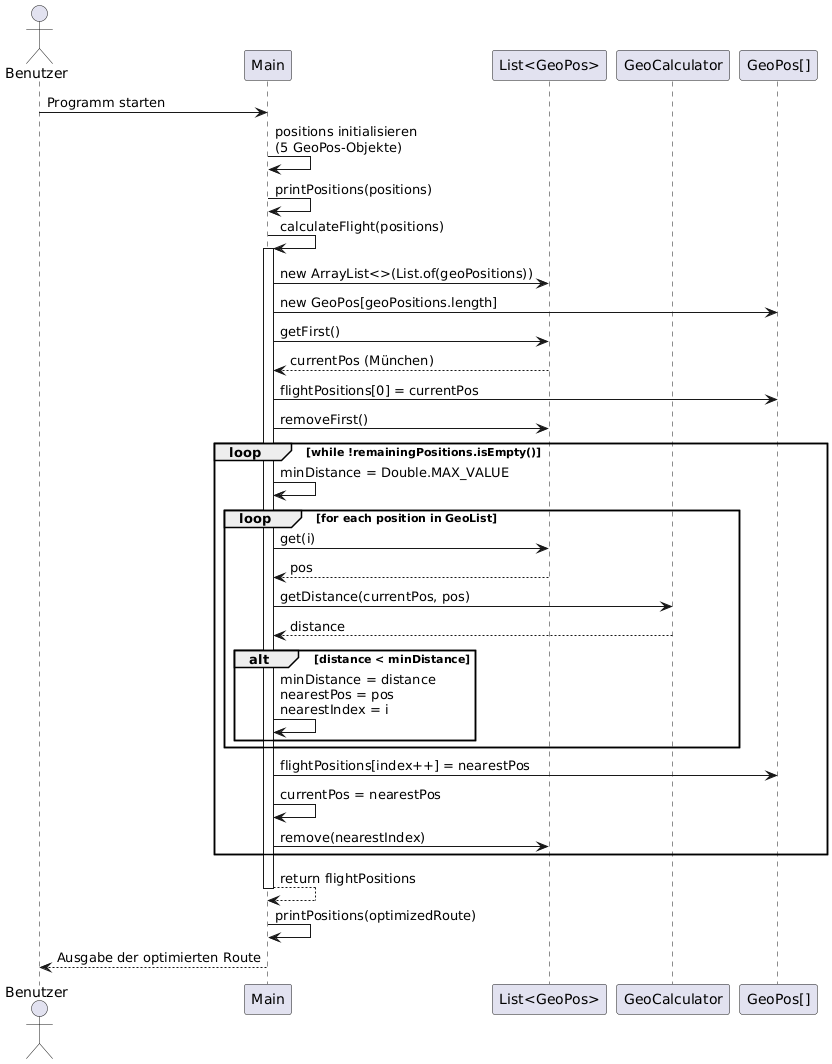 Benutzer
Main
List<GeoPos>
GeoCalculator
GeoPos[]
Programm starten
positions initialisieren
(5 GeoPos-Objekte)
printPositions(positions)
calculateFlight(positions)
new ArrayList<>(List.of(geoPositions))
new GeoPos[geoPositions.length]
getFirst()
currentPos (München)
flightPositions[0] = currentPos
removeFirst()
loop [while !remainingPositions.isEmpty()]
minDistance = Double.MAX_VALUE
loop [for each position in GeoList]
get(i)
pos
getDistance(currentPos, pos)
distance
alt [distance < minDistance]
minDistance = distance
nearestPos = pos
nearestIndex = i
flightPositions[index++] = nearestPos
currentPos = nearestPos
remove(nearestIndex)
return flightPositions
printPositions(optimizedRoute)
Ausgabe der optimierten Route
Benutzer
Main
List<GeoPos>
GeoCalculator
GeoPos[]